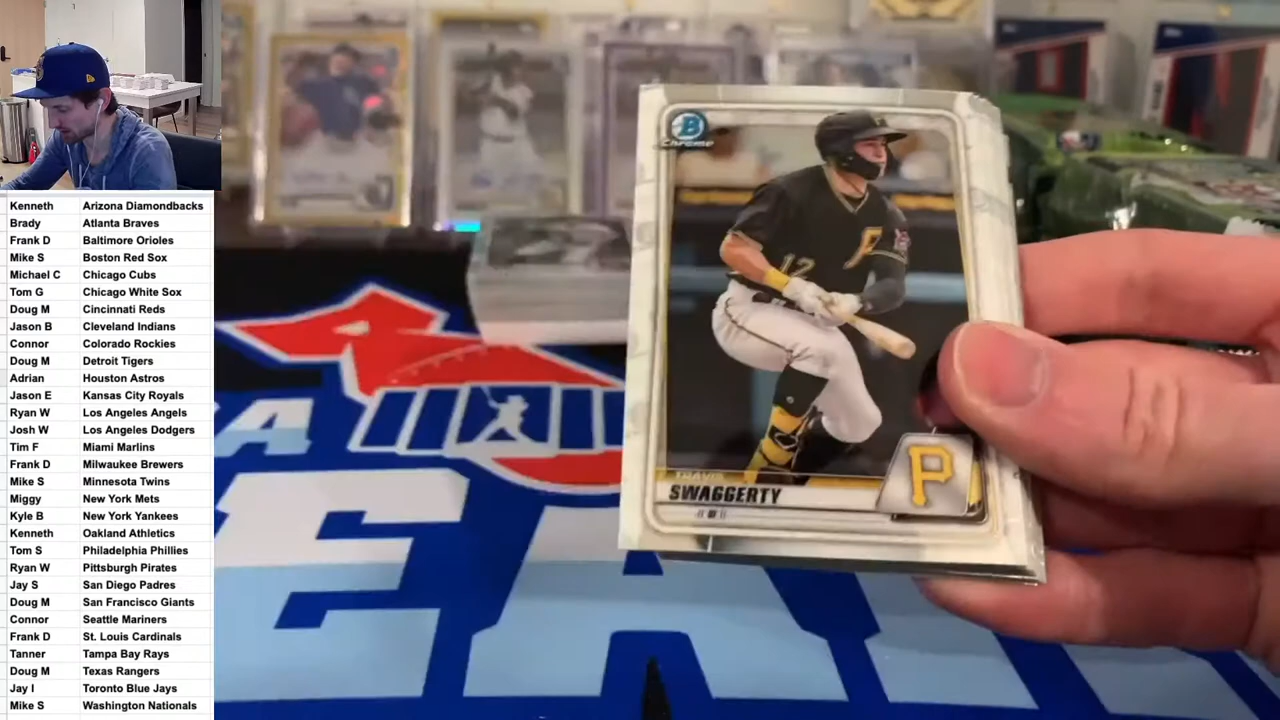 Kenneth Arizona Diamondbacks
Brady Atlanta Braves
Frank D Baltimore Orioles
Mike S Boston Red Sox
Michael C Chicago Cubs
Tom G Chicago White Sox
Doug M Cincinnati Reds
Jason B Cleveland Indians
Connor Colorado Rockies
Doug M Detroit Tigers
Adrian Houston Astros
Jason E Kansas City Royals
Ryan W Los Angeles Angels
Josh W Los Angeles Dodgers
Tim F Miami Marlins
Frank D Milwaukee Brewers
Mike S Minnesota Twins
Miggy New York Mets
Kyle B New York Yankees
Kenneth Oakland Athletics
Tom S Philadelphia Phillies
Ryan W Pittsburgh Pirates
Jay S San Diego Padres
Doug M San Francisco Giants
Connor Seattle Mariners
Frank D St. Louis Cardinals
Tanner Tampa Bay Rays
Doug M Texas Rangers
Jay I Toronto Blue Jays
Mike S Washington Nationals
B
Chrome
P
12
TRAVIS
SWAGGERTY
P
EA